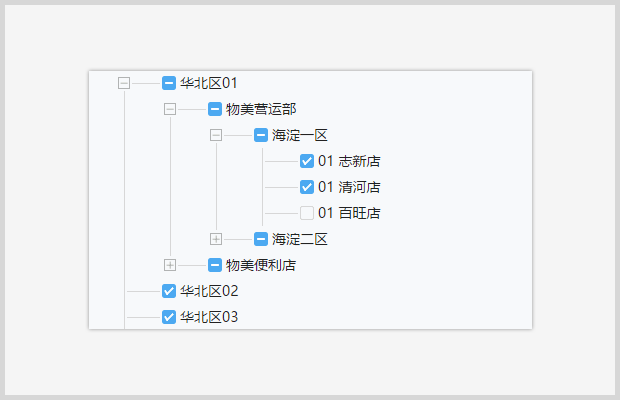 华北区01
物美营运部
海淀一区
01 志新店
01 清河店
01 百旺店
海淀二区
物美便利店
华北区02
华北区03